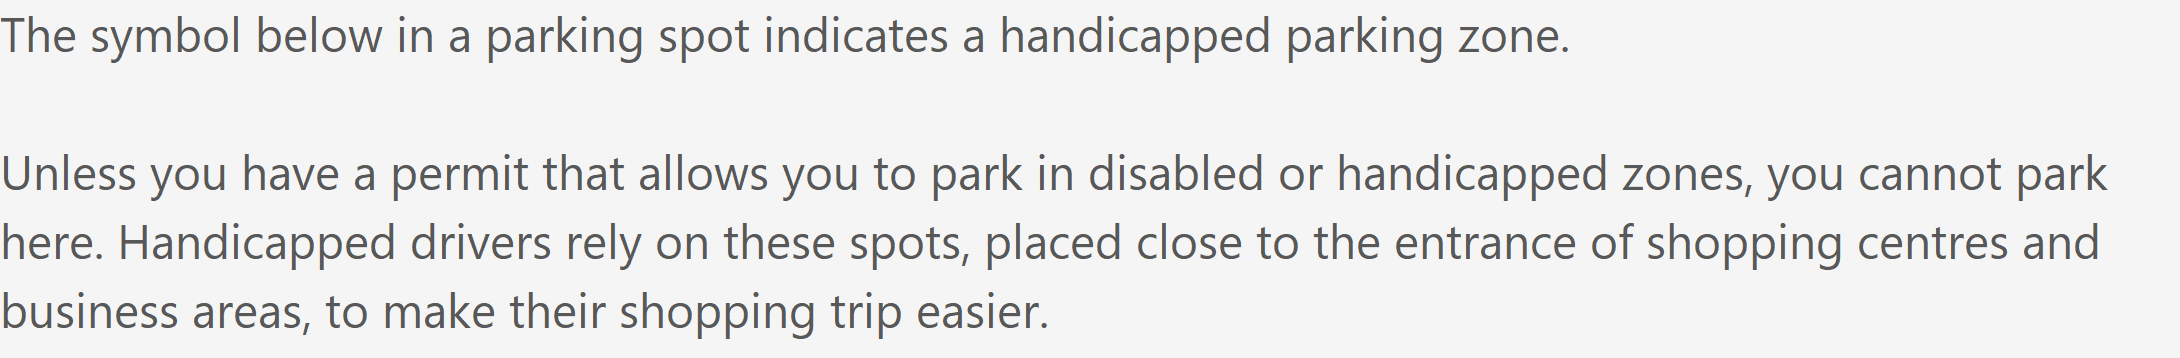 The symbol below in a parking spot indicates a handicapped parking zone.
Unless you have a permit that allows you to park in disabled or handicapped zones, you cannot park
here. Handicapped drivers rely on these spots, placed close to the entrance of shopping centres and
business areas, to make their shopping trip easier.